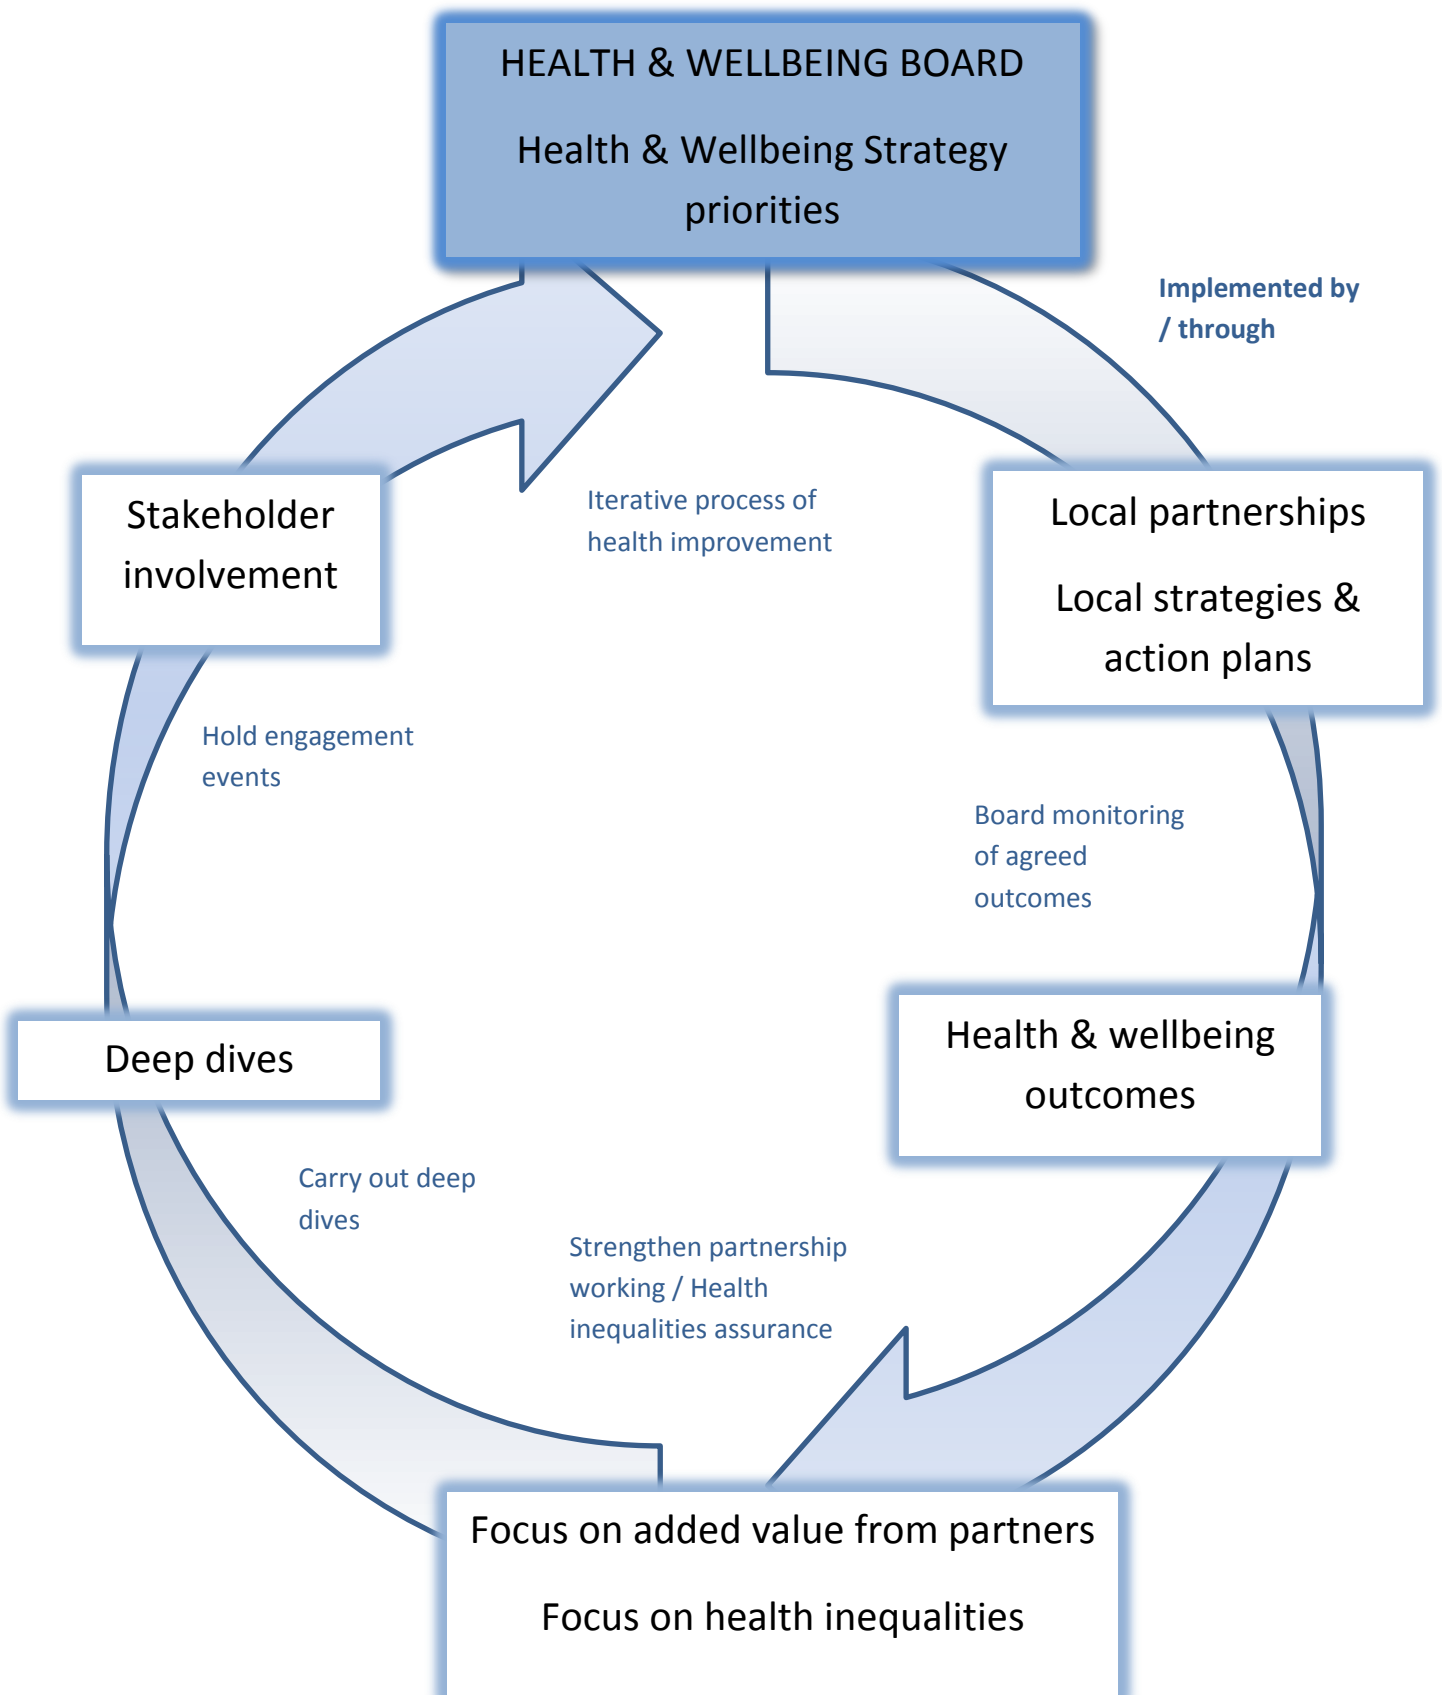 HEALTH & WELLBEING BOARD
Health & Wellbeing Strategy
priorities
Implemented by
/ through
Stakeholder
involvement
Iterative process of
health improvement
Local partnerships
Local strategies &
action plans
Hold engagement
events
Board monitoring
of agreed
outcomes
Deep dives
Health & wellbeing
outcomes
Carry out deep
dives
Strengthen partnership
working / Health
inequalities assurance
Focus on added value from partners
Focus on health inequalities